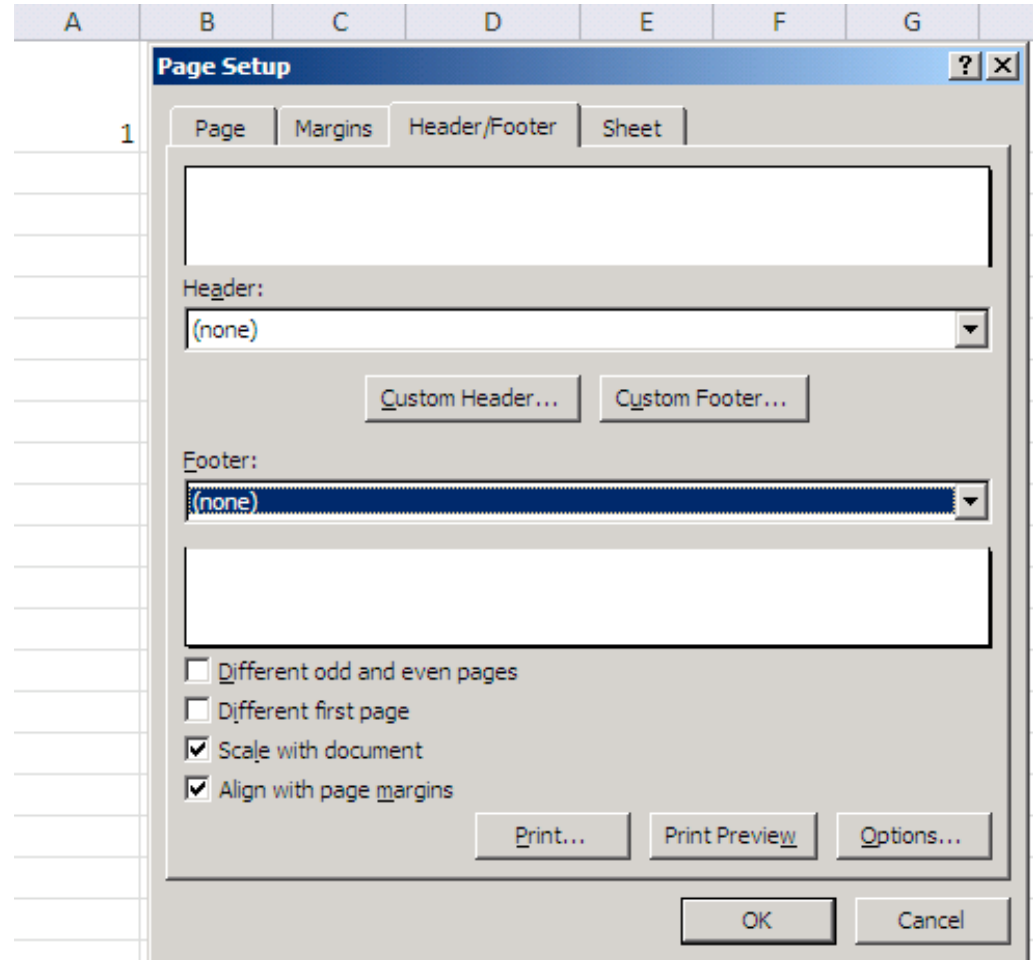 A B C D E F G
Page Setup ?
1 Page Margins Header/Footer Sheet
Header:
(none)
Custom Header... Custom Footer...
Footer:
(none)
Different odd and even pages
Different first page
Scale with document
Align with page margins
Print... Print Preview Options...
OK Cancel